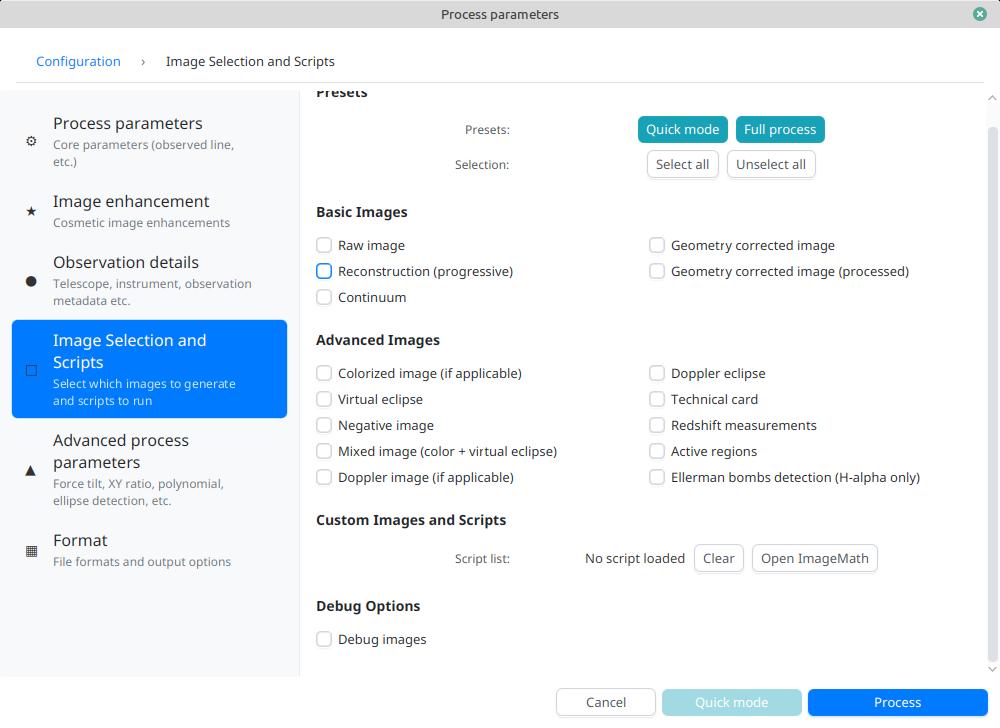 Process parameters
Configuration › Image Selection and Scripts
Process parameters
Core parameters (observed line,
etc.)
Image enhancement
Cosmetic image enhancements
Observation details
Telescope, instrument, observation
metadata etc.
Image Selection and
Scripts
Select which images to generate
and scripts to run
Advanced process
parameters
Force tilt, XY ratio, polynomial,
ellipse detection, etc.
Format
File formats and output options
Presets
Presets: Quick mode Full process
Selection: Select all Unselect all
Basic Images
Raw image Geometry corrected image
Reconstruction (progressive) Geometry corrected image (processed)
Continuum
Advanced Images
Colorized image (if applicable) Doppler eclipse
Virtual eclipse Technical card
Negative image Redshift measurements
Mixed image (color + virtual eclipse) Active regions
Doppler image (if applicable) Ellerman bombs detection (H-alpha only)
Custom Images and Scripts
Script list: No script loaded Clear Open ImageMath
Debug Options
Debug images
Cancel Quick mode Process